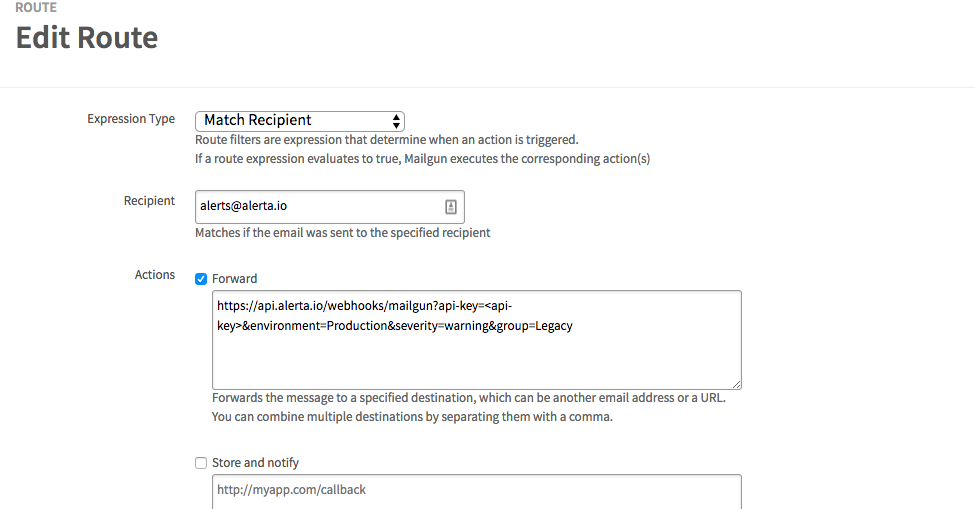 ROUTE
Edit Route
Expression Type
Match Recipient
Route filters are expression that determine when an action is triggered.
If a route expression evaluates to true, Mailgun executes the corresponding action(s)
Recipient
alerts@alerta.io
Matches if the email was sent to the specified recipient
Actions
Forward
https://api.alerta.io/webhooks/mailgun?api-key=<api-
key>&environment=Production&severity=warning&group=Legacy
Forwards the message to a specified destination, which can be another email address or a URL.
You can combine multiple destinations by separating them with a comma.
Store and notify
http://myapp.com/callback